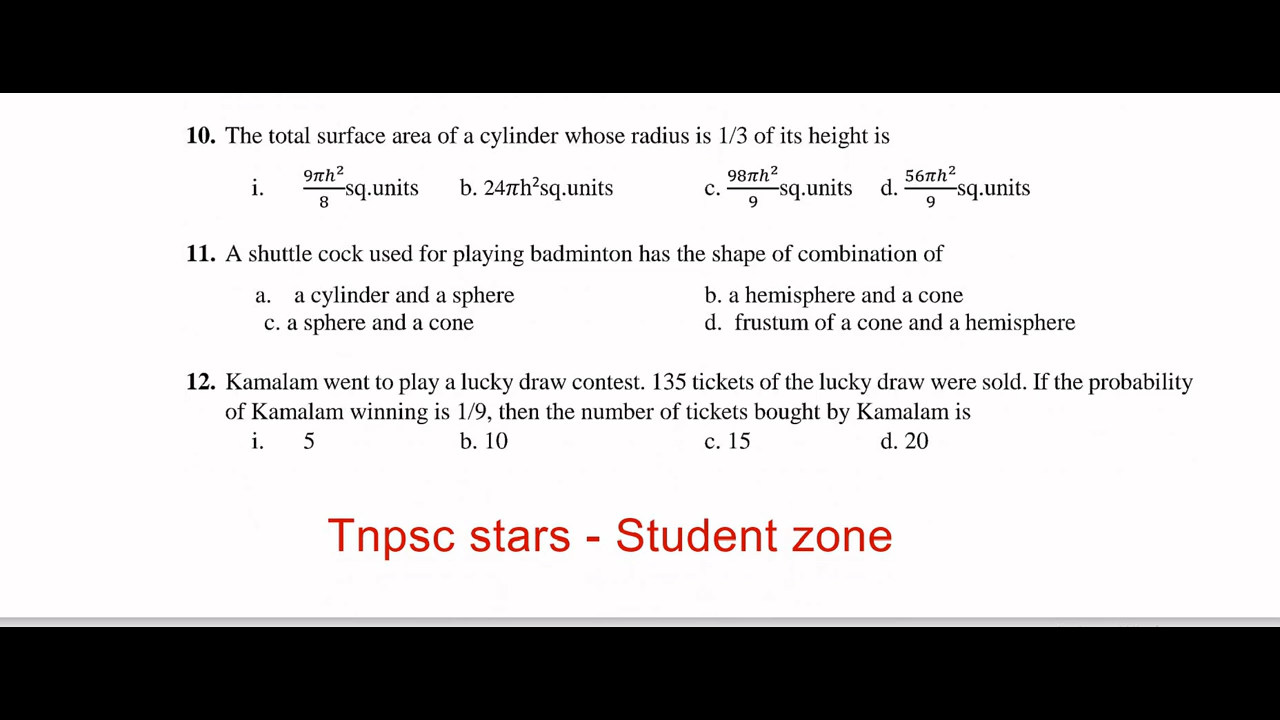 10. The total surface area of a cylinder whose radius is 1/3 of its height is
i. 9πh²/8 sq.units b. 24πh²sq.units c. 98πh²/9 sq.units d. 56πh²/9 sq.units
11. A shuttle cock used for playing badminton has the shape of combination of
a. a cylinder and a sphere b. a hemisphere and a cone
c. a sphere and a cone d. frustum of a cone and a hemisphere
12. Kamalam went to play a lucky draw contest. 135 tickets of the lucky draw were sold. If the probability
of Kamalam winning is 1/9, then the number of tickets bought by Kamalam is
i. 5 b. 10 c. 15 d. 20
Tnpsc stars - Student zone